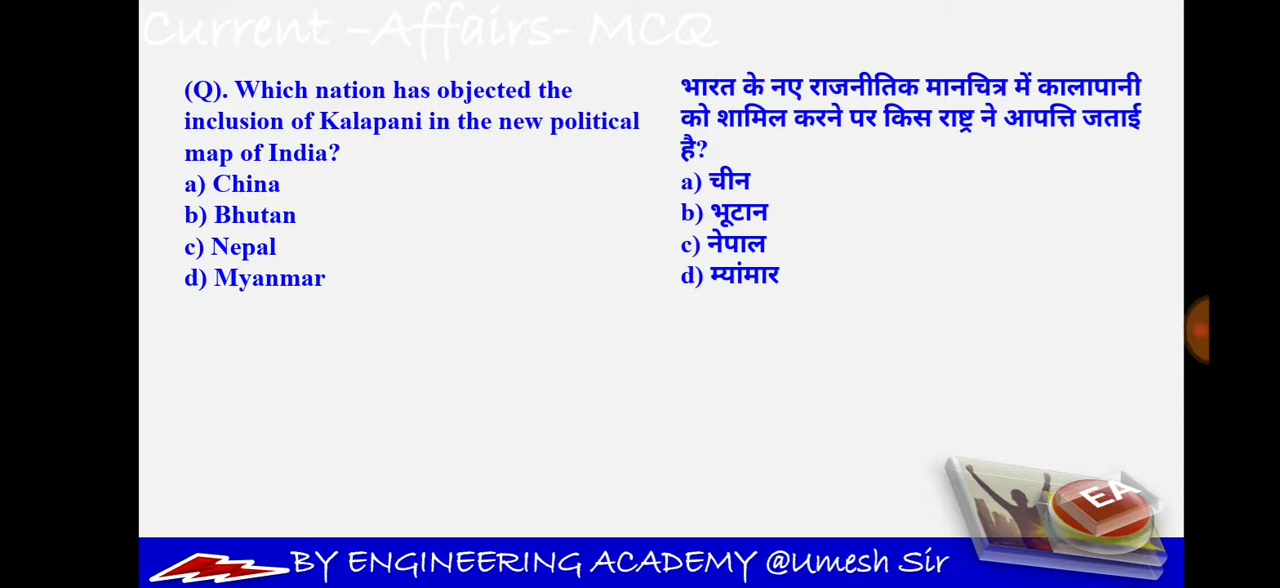 Current -Affairs- MCQ
(Q). Which nation has objected the
inclusion of Kalapani in the new political
map of India?
a) China
b) Bhutan
c) Nepal
d) Myanmar
भारत के नए राजनीतिक मानचित्र में कालापानी
को शामिल करने पर किस राष्ट्र ने आपत्ति जताई
है?
a) चीन
b) भूटान
c) नेपाल
d) म्यांमार
EA
BY ENGINEERING ACADEMY @Umesh Sir